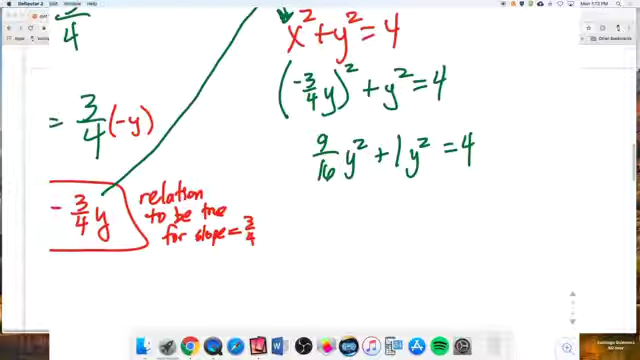 3/4
= 3/4 (-y)
- 3/4 y
relation
to be true
for slope = 3/4
x² + y² = 4
(-3/4 y)² + y² = 4
9/16 y² + 1y² = 4